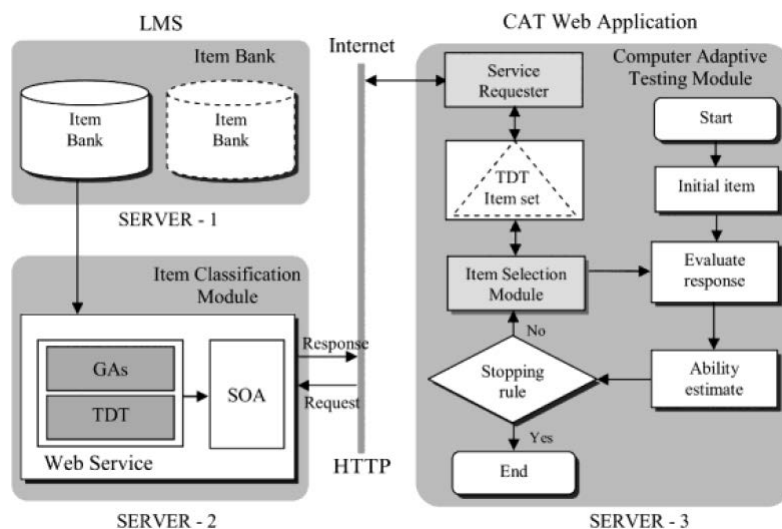 LMS
Item Bank
Item
Bank
Item
Bank
SERVER - 1
Item Classification
Module
GAs
TDT
SOA
Web Service
SERVER - 2
Internet
Response
Request
HTTP
CAT Web Application
Computer Adaptive
Testing Module
Service
Requester
TDT
Item set
Item Selection
Module
No
Stopping
rule
Yes
End
Start
Initial item
Evaluate
response
Ability
estimate
SERVER - 3